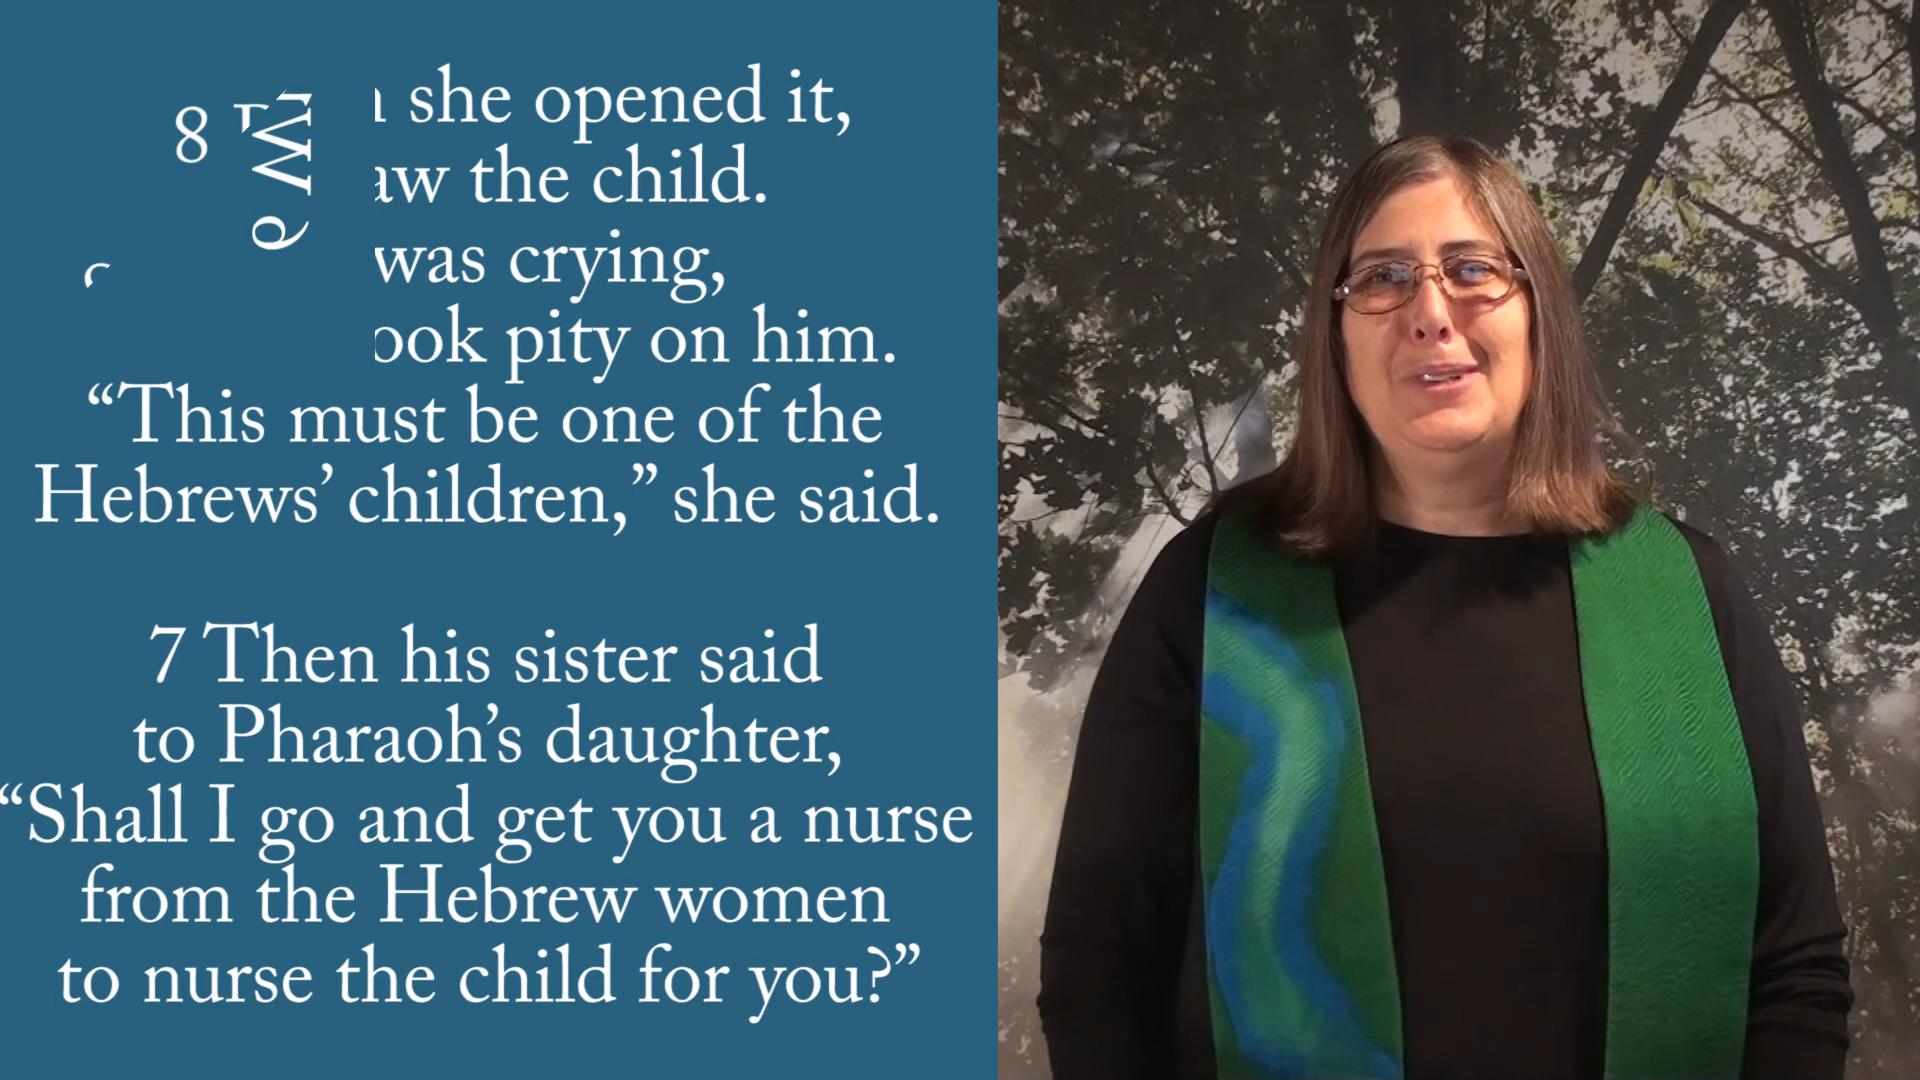 8
she opened it,
the child.
was crying,
pity on him.
“This must be one of the
Hebrews’ children,” she said.
7 Then his sister said
to Pharaoh’s daughter,
“Shall I go and get you a nurse
from the Hebrew women
to nurse the child for you?”